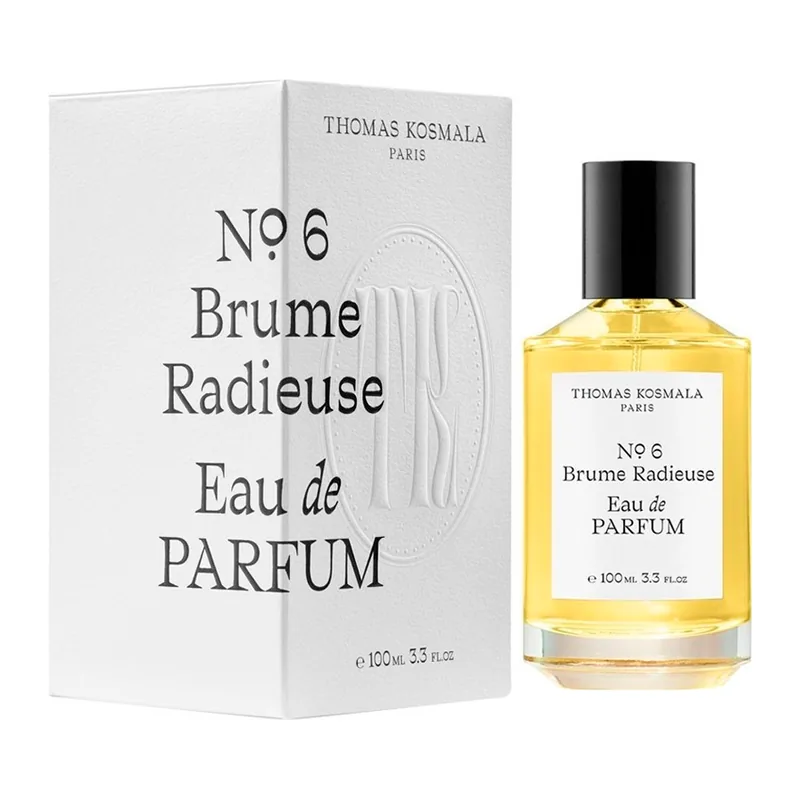 THOMAS KOSMALA
PARIS
Nº 6
Brume
Radieuse
Eau de
PARFUM
TK
e 100ML 3.3 FL.OZ
THOMAS KOSMALA
PARIS
Nº 6
Brume Radieuse
Eau de
PARFUM
e 100ML 3.3 FL.OZ